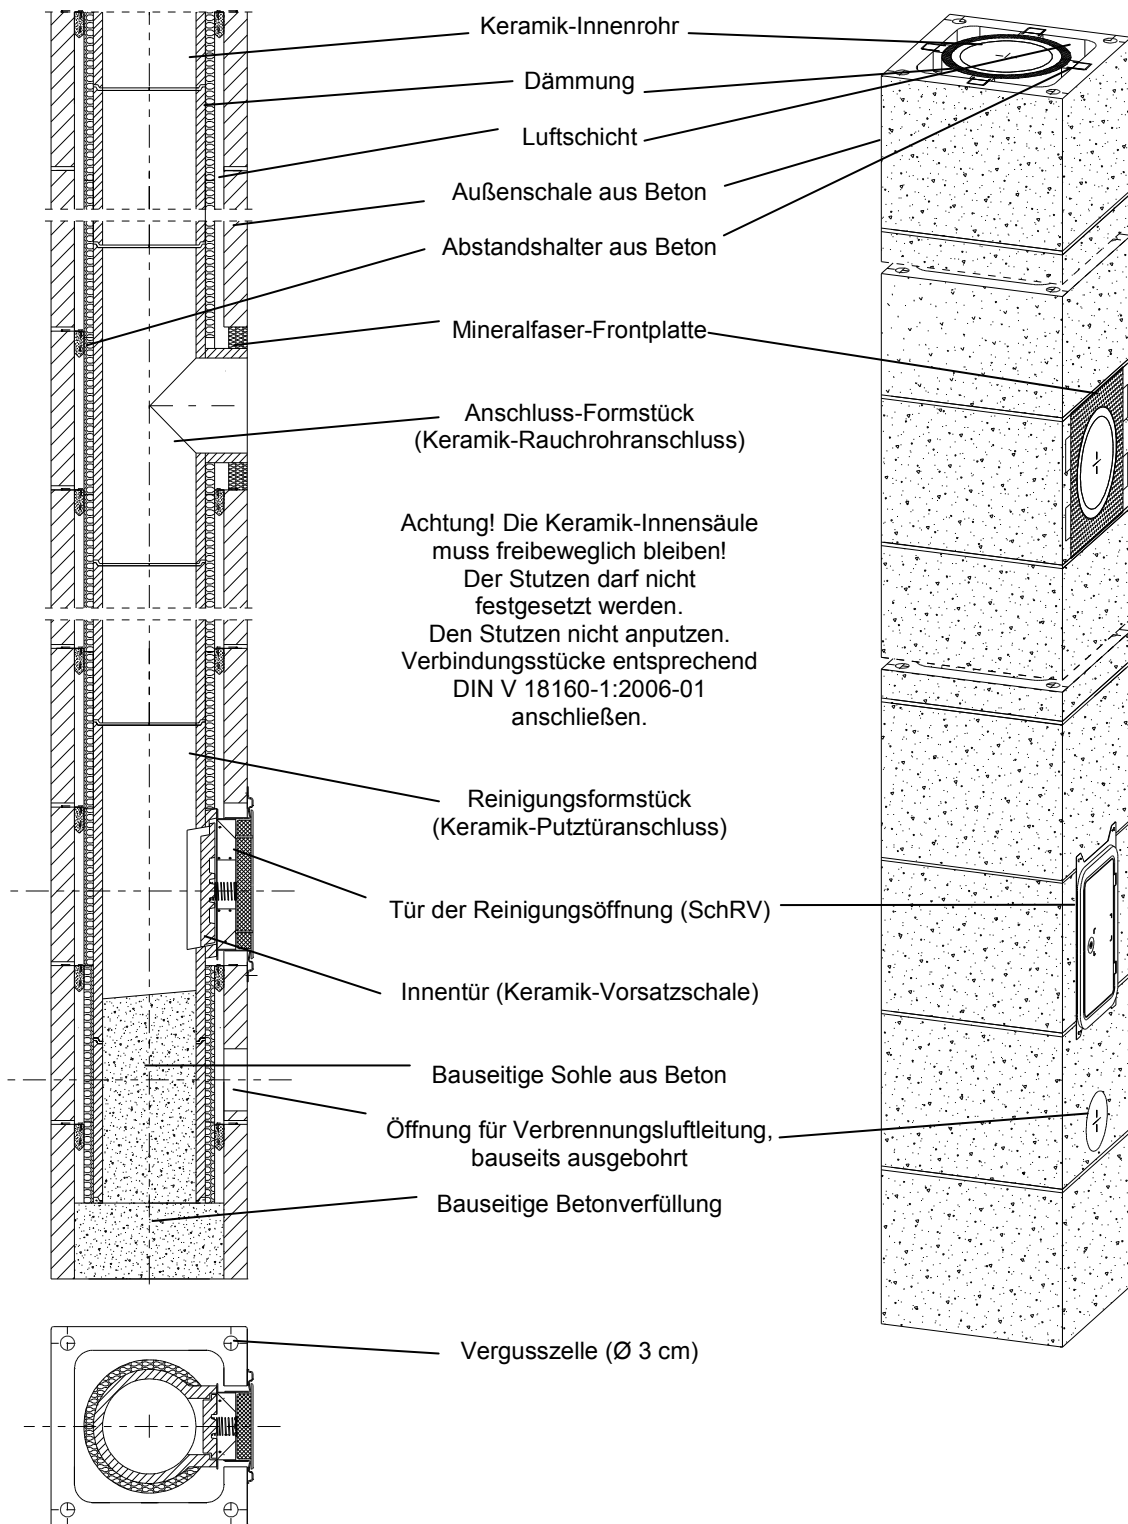 Keramik-Innenrohr
Dämmung
Luftschicht
Außenschale aus Beton
Abstandshalter aus Beton
Mineralfaser-Frontplatte
Anschluss-Formstück
(Keramik-Rauchrohranschluss)
Achtung! Die Keramik-Innensäule
muss freibeweglich bleiben!
Der Stutzen darf nicht
festgesetzt werden.
Den Stutzen nicht anputzen.
Verbindungsstücke entsprechend
DIN V 18160-1:2006-01
anschließen.
Reinigungsformstück
(Keramik-Putztüranschluss)
Tür der Reinigungsöffnung (SchRV)
Innentür (Keramik-Vorsatzschale)
Bauseitige Sohle aus Beton
Öffnung für Verbrennungsluftleitung,
bauseits ausgebohrt
Bauseitige Betonverfüllung
Vergusszelle (Ø 3 cm)